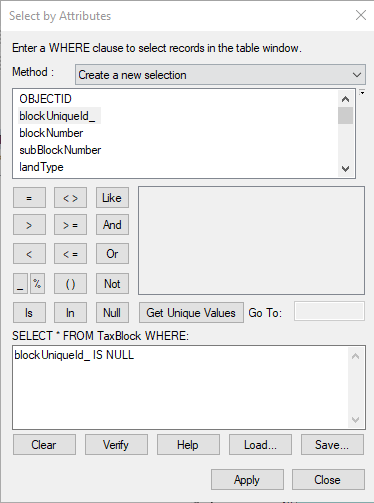 Select by Attributes
Enter a WHERE clause to select records in the table window.
Method : Create a new selection
OBJECTID
blockUniqueId_
blockNumber
subBlockNumber
landType
= < > Like
> > = And
< < = Or
_ % ( ) Not
Is In Null Get Unique Values Go To:
SELECT * FROM TaxBlock WHERE:
blockUniqueId_ IS NULL
Clear Verify Help Load... Save...
Apply Close